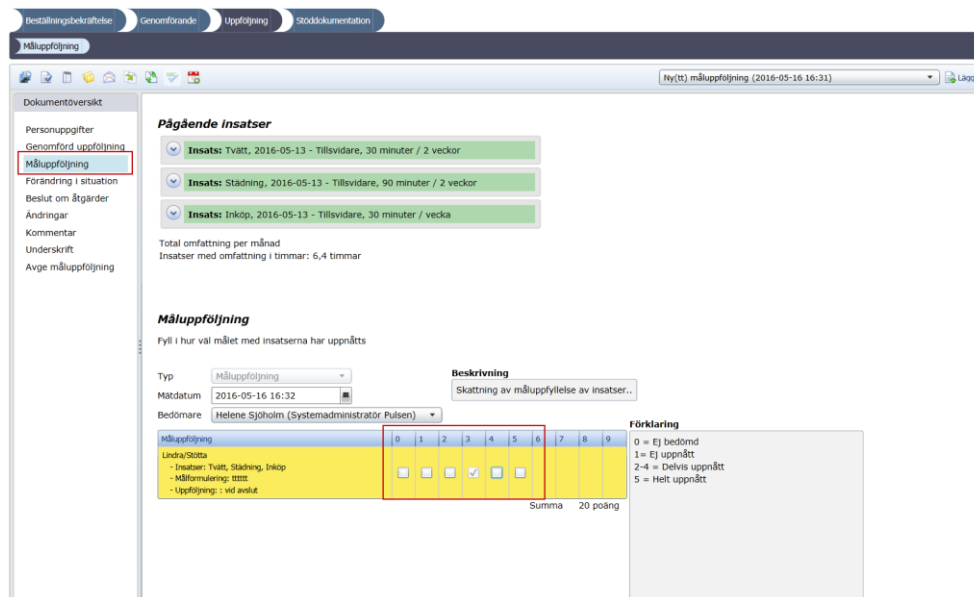 Beställningsbekräftelse Genomförande Uppföljning Stöddokumentation
Måluppföljning
Ny(tt) måluppföljning (2016-05-16 16:31)
Dokumentöversikt
Personuppgifter
Genomförd uppföljning
Måluppföljning
Förändring i situation
Beslut om åtgärder
Ändringar
Kommentar
Underskrift
Avge måluppföljning
Pågående insatser
Insats: Tvätt, 2016-05-13 - Tillsvidare, 30 minuter / 2 veckor
Insats: Städning, 2016-05-13 - Tillsvidare, 90 minuter / 2 veckor
Insats: Inköp, 2016-05-13 - Tillsvidare, 30 minuter / vecka
Total omfattning per månad
Insatser med omfattning i timmar: 6,4 timmar
Måluppföljning
Fyll i hur väl målet med insatserna har uppnåtts
Typ Måluppföljning
Mätdatum 2016-05-16 16:32
Bedömare Helene Sjöholm (Systemadministratör Pulsen)
Beskrivning
Skattning av måluppfyllelse av insatser..
Måluppföljning 0 1 2 3 4 5 6 7 8 9
Lindra/Stötta
- Insatser: Tvätt, Städning, Inköp
- Målformulering: tttttt
- Uppföljning: : vid avslut
Summa 20 poäng
Förklaring
0 = Ej bedömd
1= Ej uppnått
2-4 = Delvis uppnått
5 = Helt uppnått